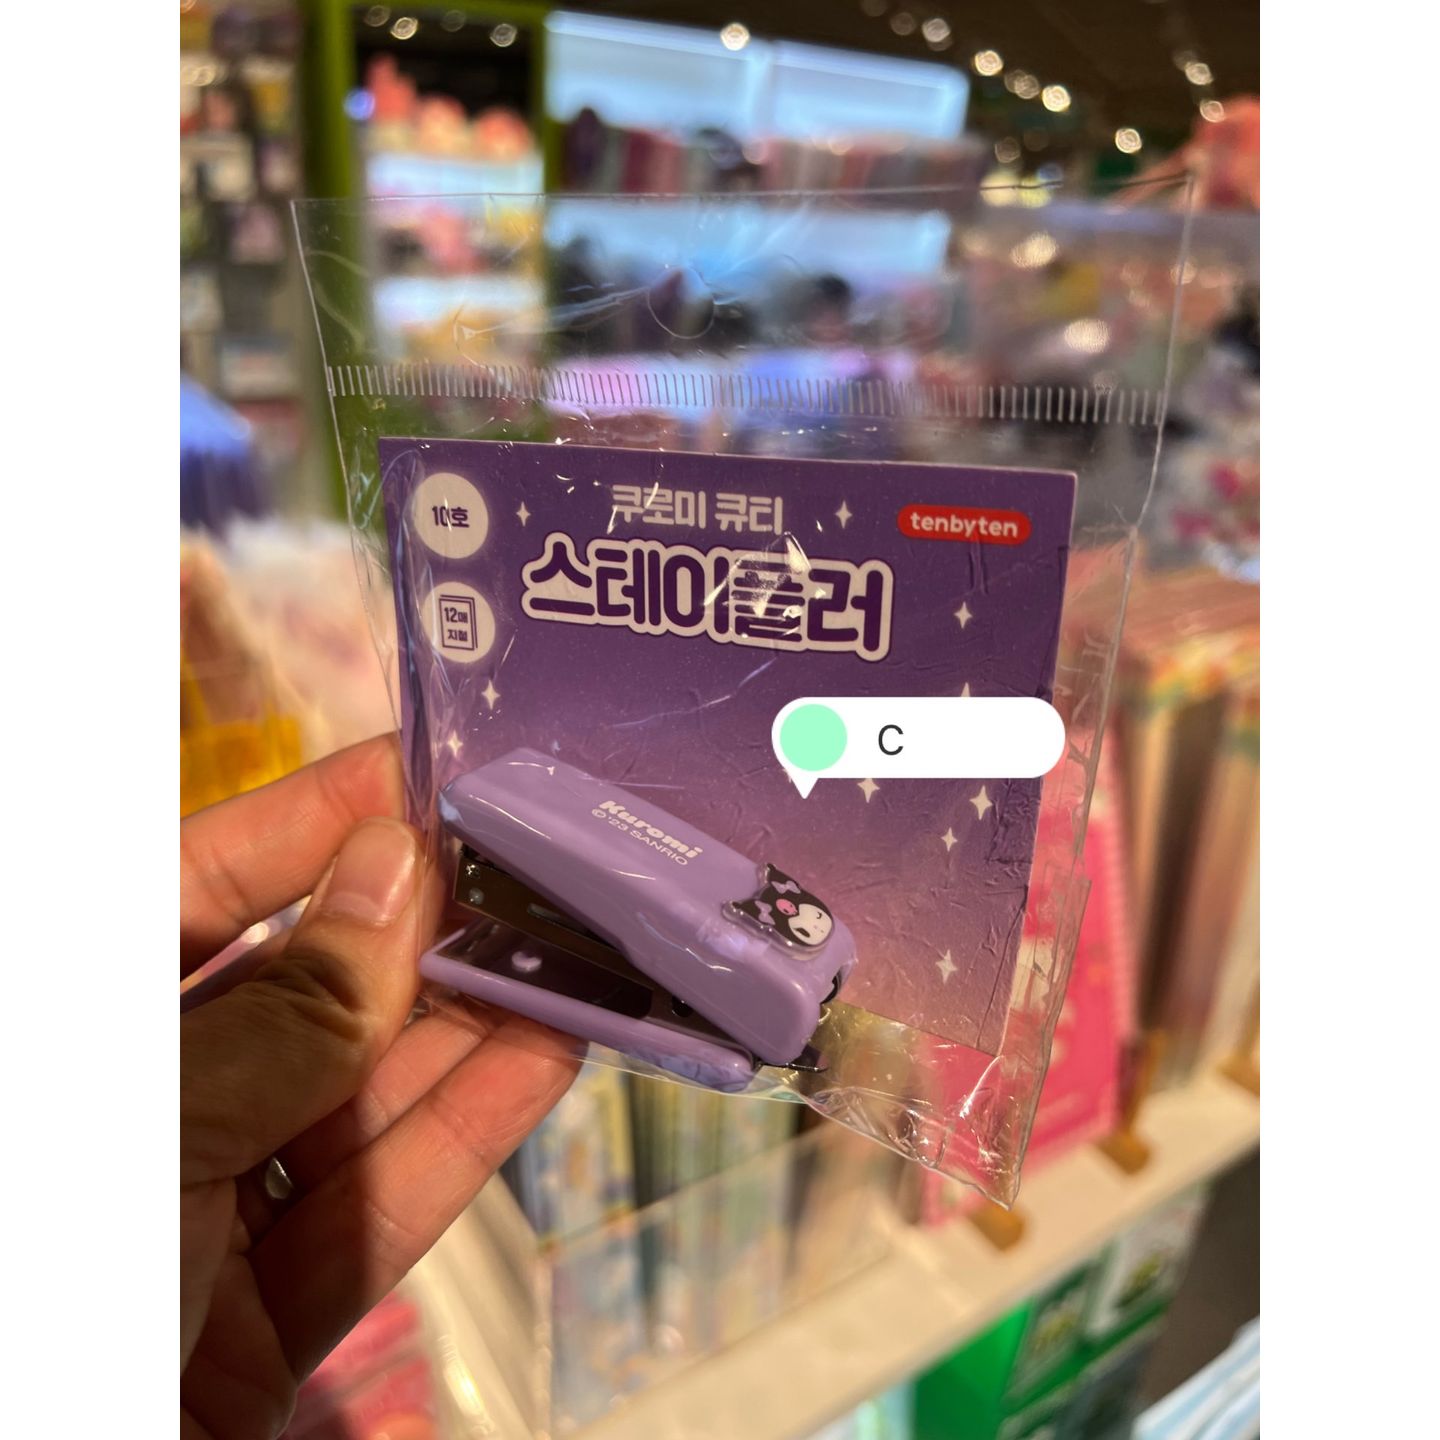 10호
쿠로미 큐티
tenbyten
스테이플러
12매
지철
C
Kuromi
©'23 SANRIO